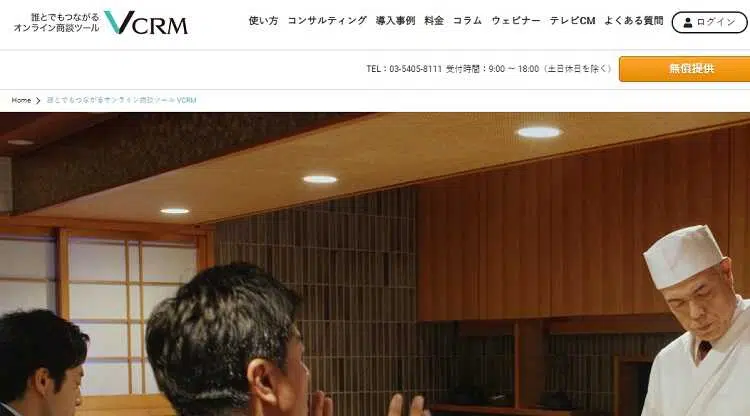 誰とでもつながる
オンライン商談ツール
VCRM
使い方 コンサルティング 導入事例 料金 コラム ウェビナー テレビCM よくある質問 ログイン
TEL：03-5405-8111 受付時間：9:00 〜 18:00（土日休日を除く） 無償提供
Home 誰とでもつながるオンライン商談ツール VCRM